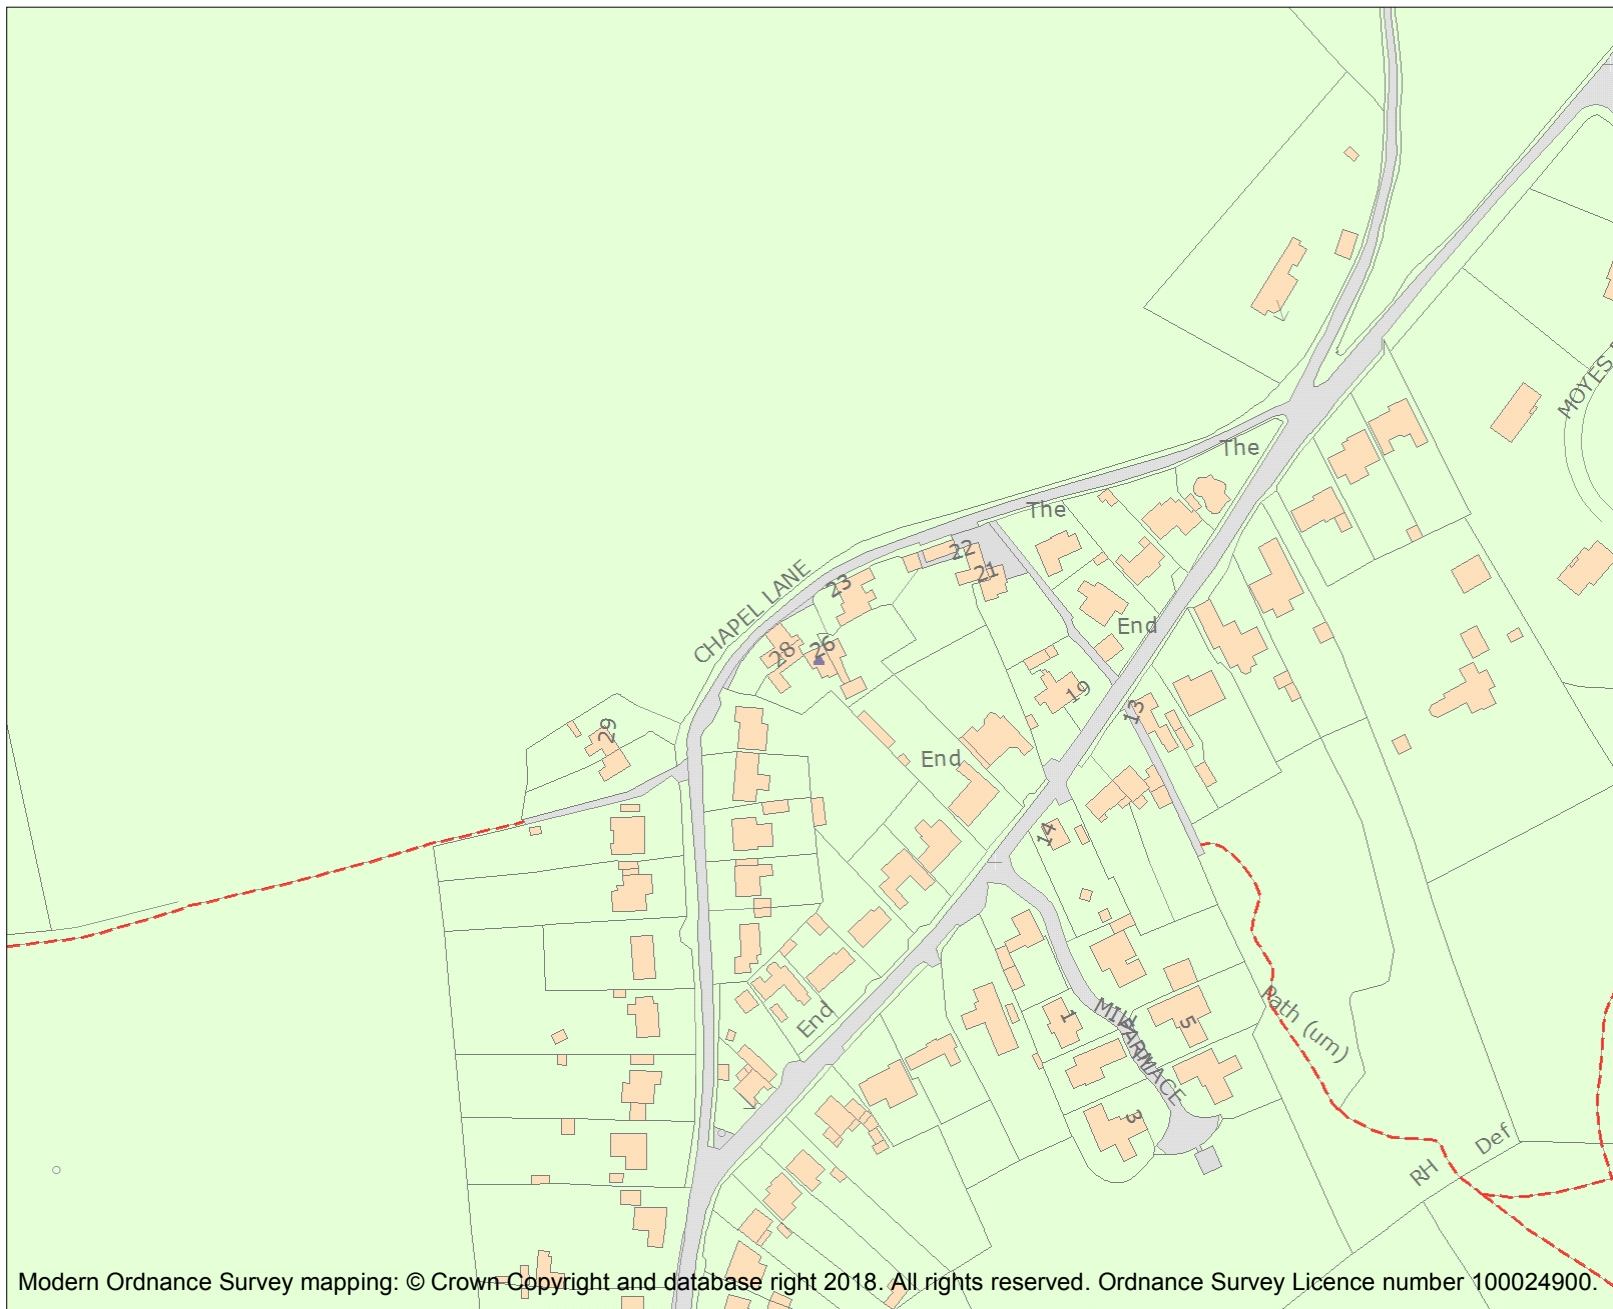 MOYES
The
The
22
21
CHAPEL LANE
23
28
26
End
19
13
29
End
14
End
1
5
Path (um)
3
RH
Def
Modern Ordnance Survey mapping: © Crown Copyright and database right 2018. All rights reserved. Ordnance Survey Licence number 100024900.